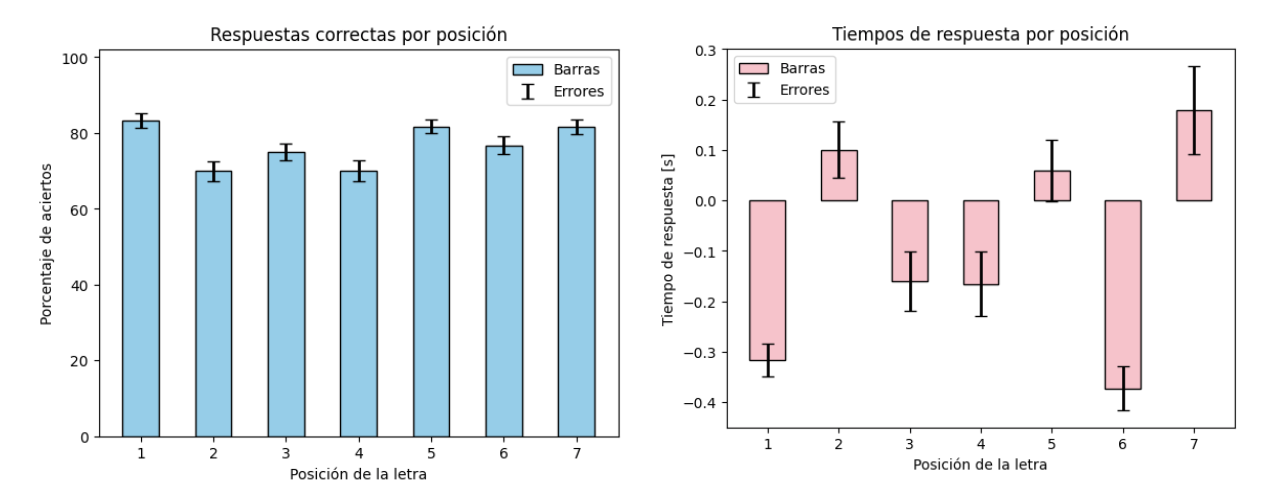 Respuestas correctas por posición
100
80
60
40
20
0
Porcentaje de aciertos
Barras
Errores
1 2 3 4 5 6 7
Posición de la letra
Tiempos de respuesta por posición
0.3
0.2
0.1
0.0
−0.1
−0.2
−0.3
−0.4
Tiempo de respuesta [s]
Barras
Errores
1 2 3 4 5 6 7
Posición de la letra